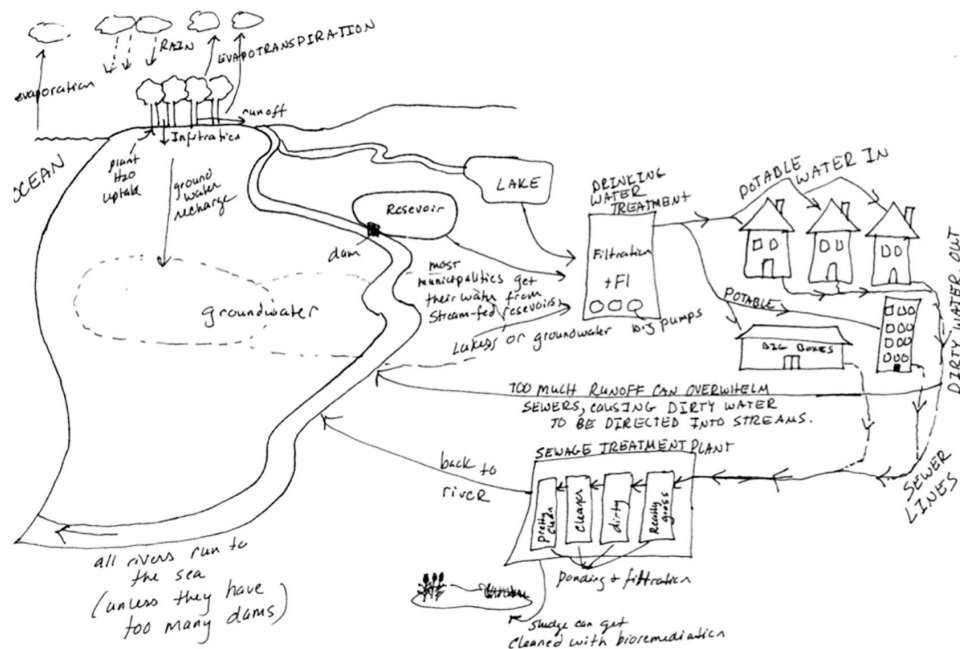 evaporation
RAIN
EVAPOTRANSPIRATION
runoff
Infiltration
OCEAN
plant
H2O
uptake
ground
water
recharge
LAKE
Resevoir
dam
groundwater
most
municipalities get
their water from
Stream-fed reservoirs,
Lakes or groundwater
DRINKING
WATER
TREATMENT
Filtration
+Fl
big pumps
POTABLE
WATER IN
POTABLE
BIG BOXES
DIRTY WATER OUT
TOO MUCH RUNOFF CAN OVERWHELM
SEWERS, CAUSING DIRTY WATER
TO BE DIRECTED INTO STREAMS.
SEWAGE TREATMENT PLANT
SEWER
LINES
back to
river
pretty clean
cleaner
dirty
Really gross
ponding + filtration
sludge can get
cleaned with bioremediation
all rivers run to
the sea
(unless they have
too many dams)